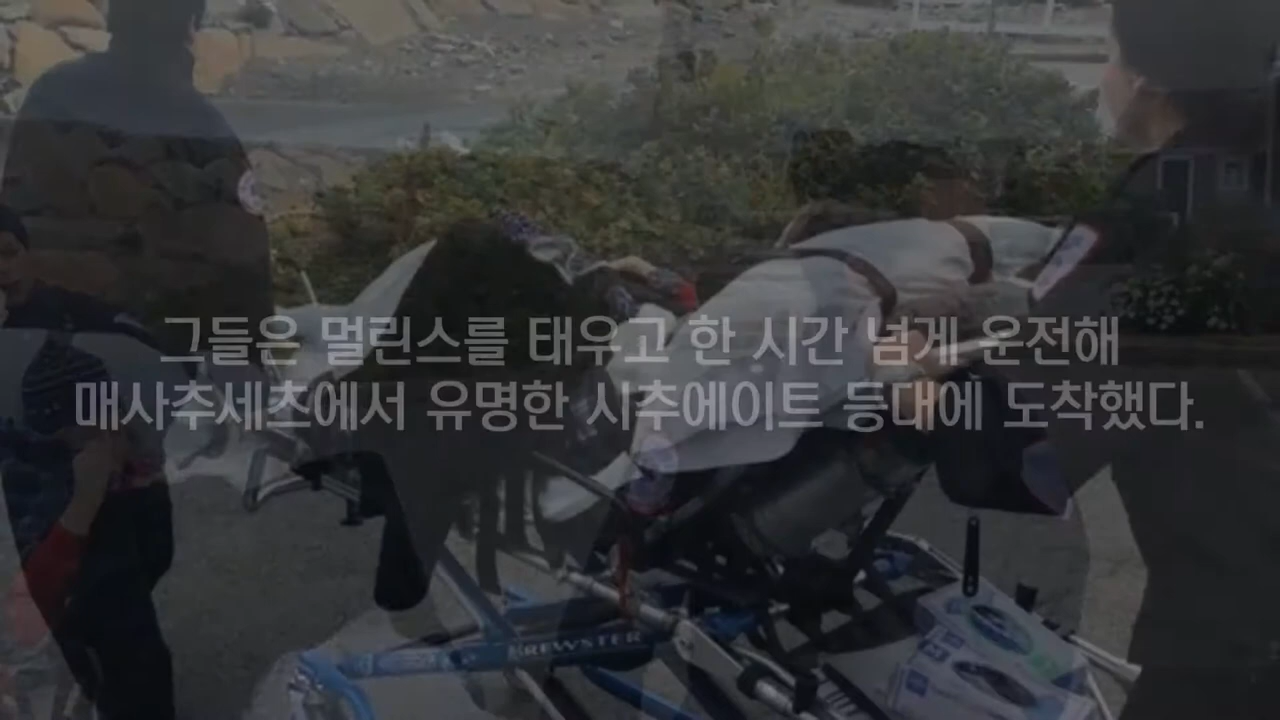 그들은 멀린스를 태우고 한 시간 넘게 운전해
매사추세츠에서 유명한 시추에이트 등대에 도착했다.
BREWSTER